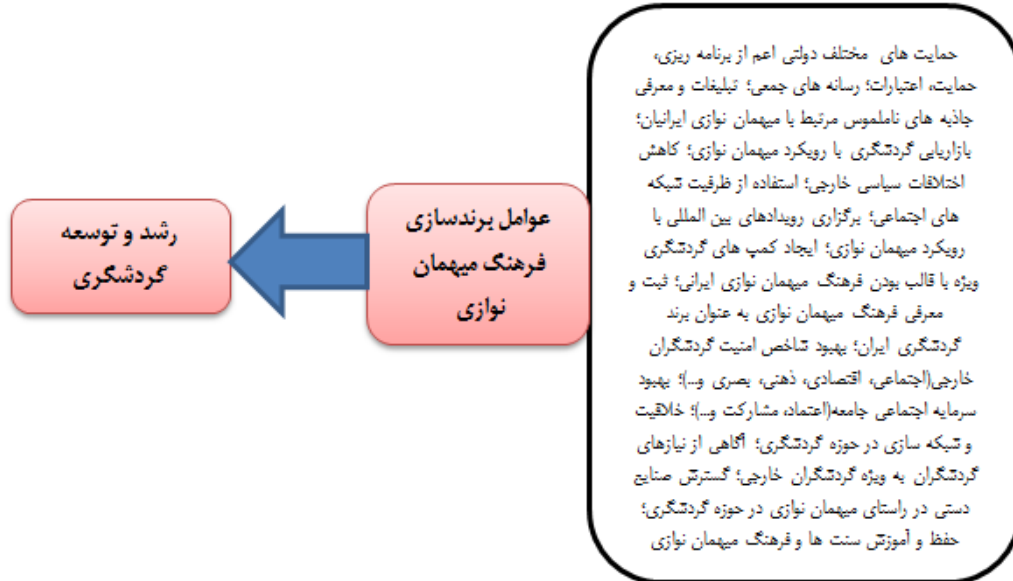 حمایت های مختلف دولتی اعم از برنامه ریزی،
حمایت، اعتبارات؛ رسانه های جمعی؛ تبلیغات و معرفی
جاذبه های ناملموس مرتبط با میهمان نوازی ایرانیان؛
بازاریابی گردشگری با رویکرد میهمان نوازی؛ کاهش
اختلافات سیاسی خارجی؛ استفاده از ظرفیت شبکه
های اجتماعی؛ برگزاری رویدادهای بین المللی با
رویکرد میهمان نوازی؛ ایجاد کمپ های گردشگری
ویژه با قالب بودن فرهنگ میهمان نوازی ایرانی؛ ثبت و
معرفی فرهنگ میهمان نوازی به عنوان برند
گردشگری ایران؛ بهبود شاخص امنیت گردشگران
خارجی(اجتماعی، اقتصادی، ذهنی، بصری و...)؛ بهبود
سرمایه اجتماعی جامعه(اعتماد، مشارکت و...)؛ خلاقیت
و شبکه سازی در حوزه گردشگری؛ آگاهی از نیازهای
گردشگران به ویژه گردشگران خارجی؛ گسترش صنایع
دستی در راستای میهمان نوازی در حوزه گردشگری؛
حفظ و آموزش سنت ها و فرهنگ میهمان نوازی
عوامل برندسازی
فرهنگ میهمان
نوازی
رشد و توسعه
گردشگری